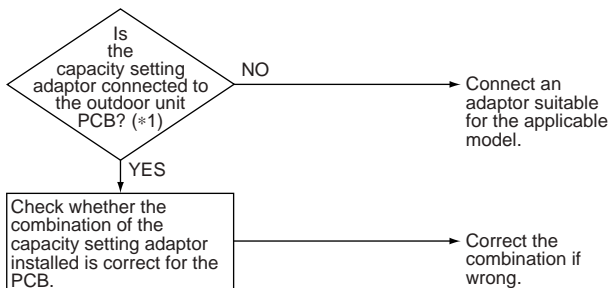 Is
the
capacity setting
adaptor connected to
the outdoor unit
PCB? (∗1)
NO
Connect an
adaptor suitable
for the applicable
model.
YES
Check whether the
combination of the
capacity setting adaptor
installed is correct for the
PCB.
Correct the
combination if
wrong.